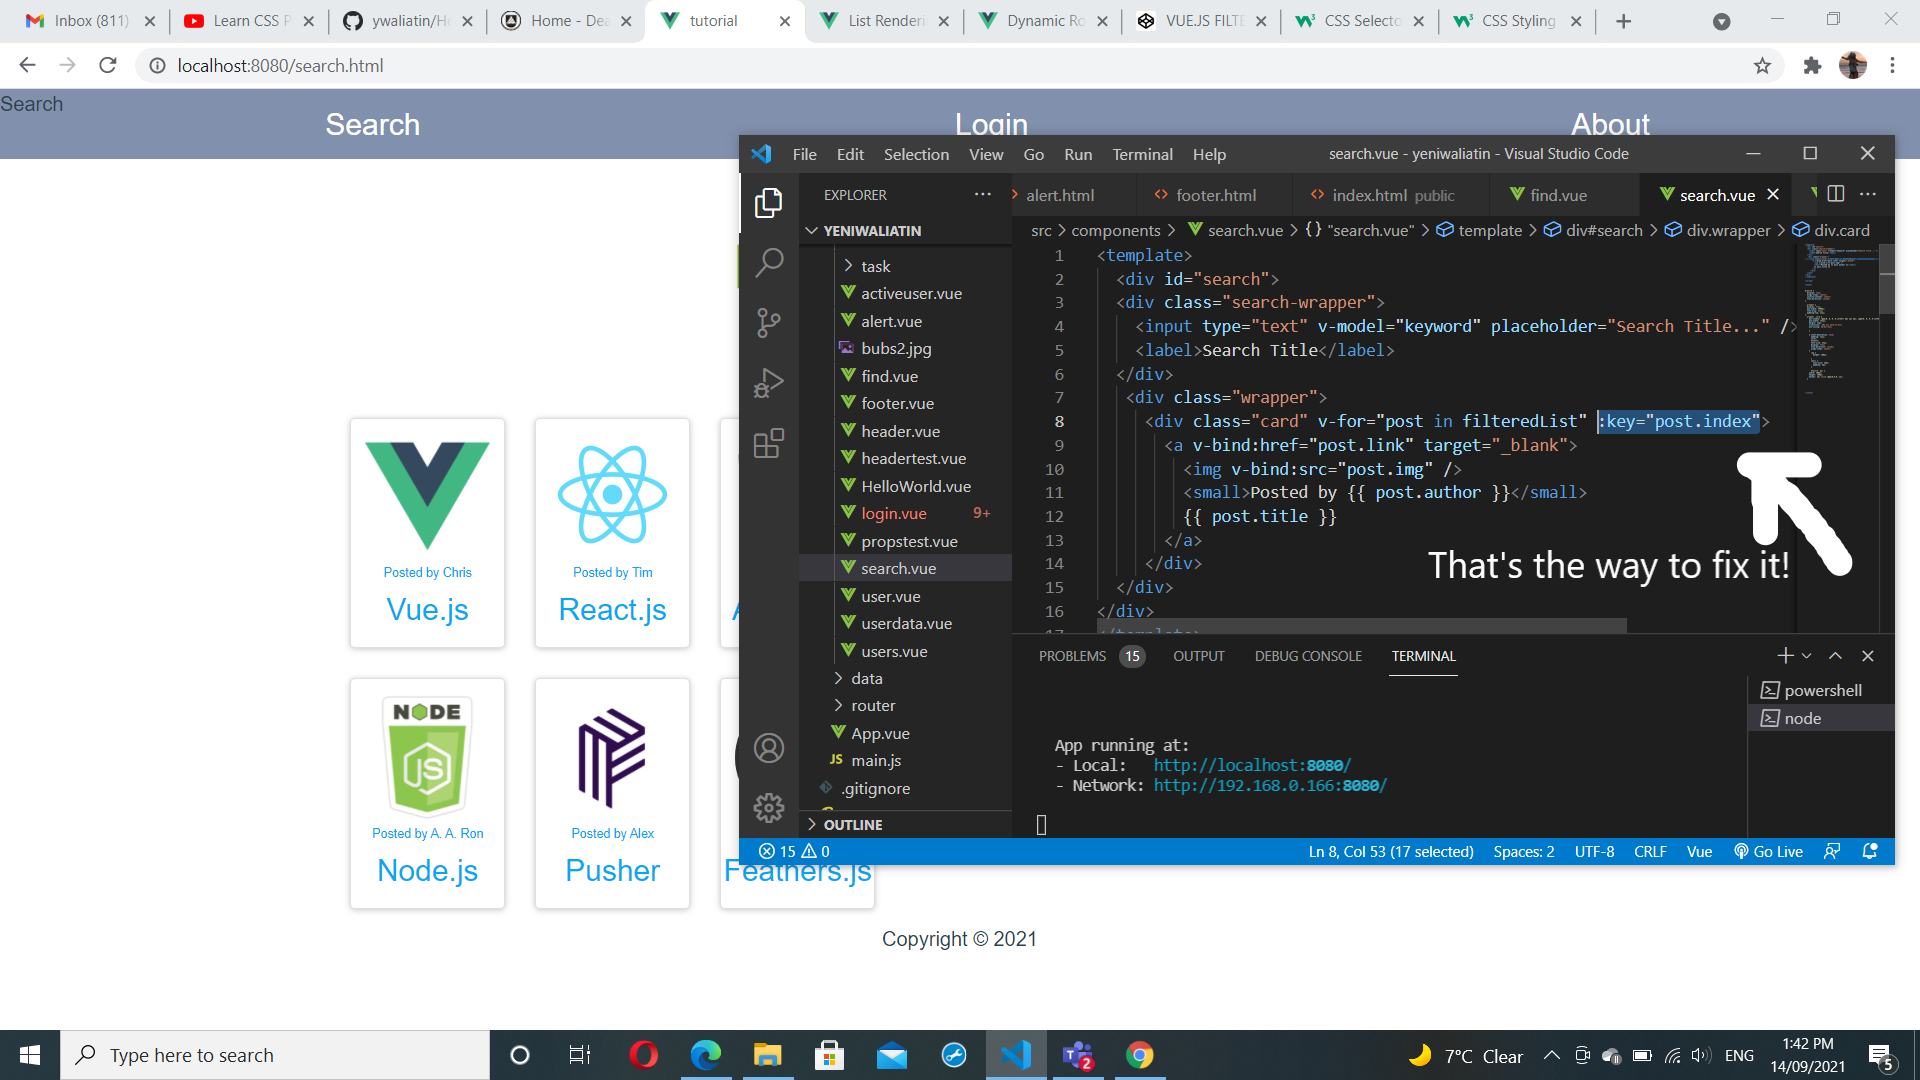 Inbox (811)
Learn CSS P
ywaliatin/He
Home - Dea
tutorial
List Renderi
Dynamic Ro
VUE.JS FILTE
CSS Selecto
CSS Styling
localhost:8080/search.html
Search
Search
Login
About
File Edit Selection View Go Run Terminal Help
search.vue - yeniwaliatin - Visual Studio Code
EXPLORER
alert.html
footer.html
index.html public
find.vue
search.vue
YENIWALIATIN
src > components > search.vue > {} "search.vue" > template > div#search > div.wrapper > div.card
task
activeuser.vue
alert.vue
bubs2.jpg
find.vue
footer.vue
header.vue
headertest.vue
HelloWorld.vue
login.vue 9+
propstest.vue
search.vue
user.vue
userdata.vue
users.vue
data
router
App.vue
main.js
.gitignore
OUTLINE
1 <template>
2 <div id="search">
3 <div class="search-wrapper">
4 <input type="text" v-model="keyword" placeholder="Search Title..." />
5 <label>Search Title</label>
6 </div>
7 <div class="wrapper">
8 <div class="card" v-for="post in filteredList" :key="post.index">
9 <a v-bind:href="post.link" target="_blank">
10 <img v-bind:src="post.img" />
11 <small>Posted by {{ post.author }}</small>
12 {{ post.title }}
13 </a>
14 </div>
15 </div>
16 </div>
17 </template>
That's the way to fix it!
PROBLEMS 15 OUTPUT DEBUG CONSOLE TERMINAL
powershell
node
App running at:
- Local: http://localhost:8080/
- Network: http://192.168.0.166:8080/
15 0
Ln 8, Col 53 (17 selected) Spaces: 2 UTF-8 CRLF Vue Go Live
Posted by Chris
Vue.js
Posted by Tim
React.js
NODE
JS
Posted by A. A. Ron
Node.js
Posted by Alex
Pusher
Feathers.js
Copyright © 2021
Type here to search
2
7°C Clear
ENG
1:42 PM
14/09/2021
5